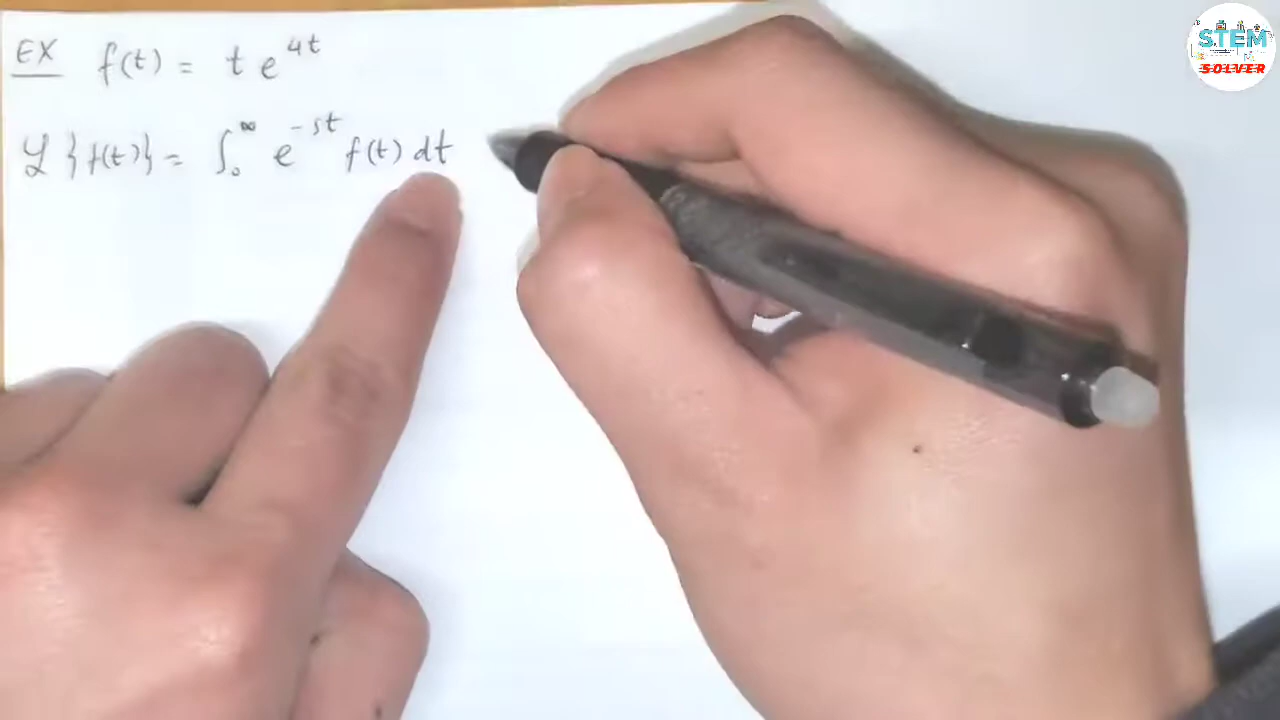 EX f(t) = t e^{4t}
ℒ {f(t)} = ∫₀^∞ e^{-st} f(t) dt
STEM
SOLVER